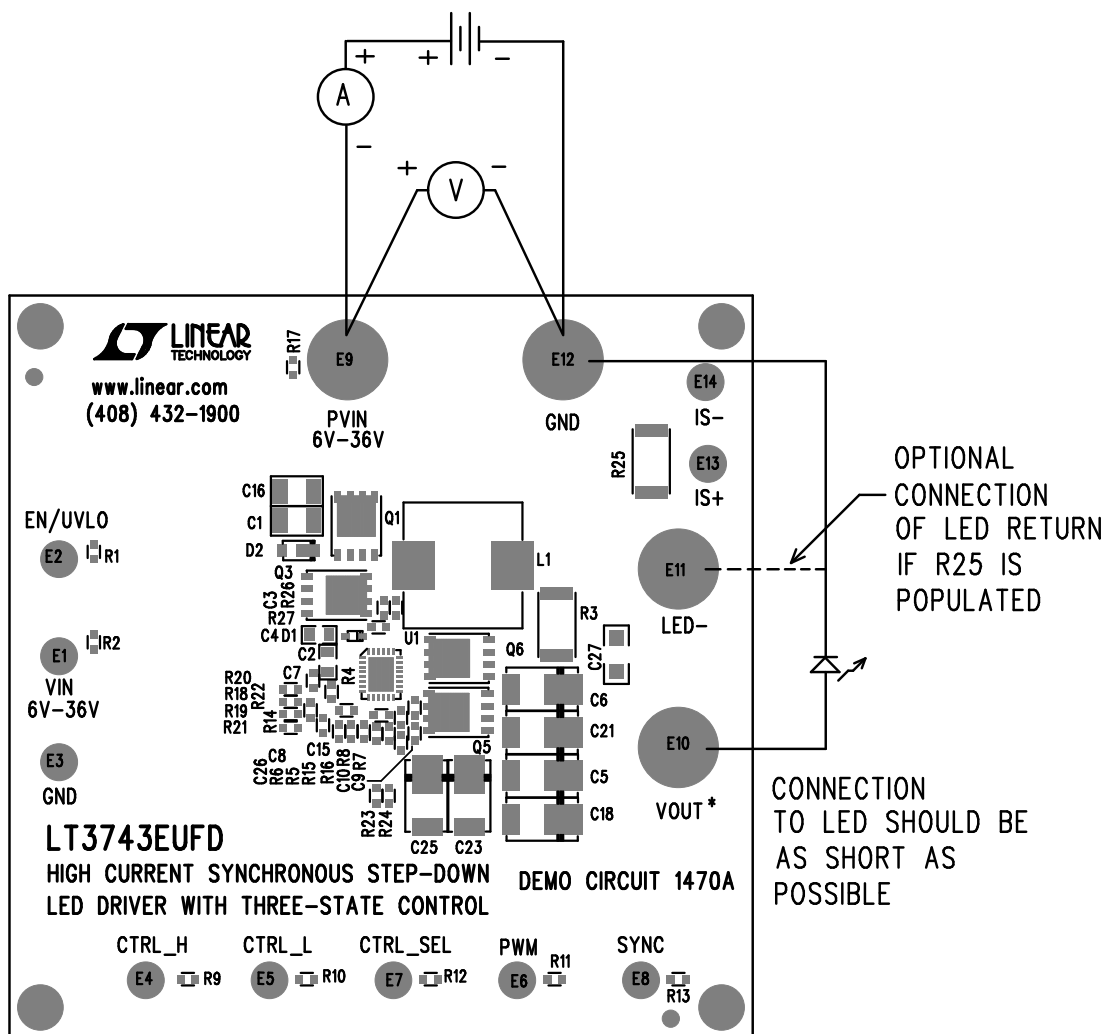 + + -
A
-
+ -
V
LINEAR
TECHNOLOGY
www.linear.com
(408) 432-1900
R17
E9
PVIN
6V-36V
E12
GND
E14
IS-
E13
IS+
R25
OPTIONAL
CONNECTION
OF LED RETURN
IF R25 IS
POPULATED
EN/UVLO
E2
R1
C16
C1
D2
Q1
L1
E11
LED-
Q3
C3
R26
R27
C4 D1
U1
R3
C2
R4
Q6
C27
R2
E1
VIN
6V-36V
R20
R18
R19
R21
R22
R14
C7
C6
C21
C5
C18
E10
VOUT*
Q5
C8
C26
R6
R5
C15
R15
R16
R8
C10
R7
C9
R23
R24
C25
C23
E3
GND
CONNECTION
TO LED SHOULD BE
AS SHORT AS
POSSIBLE
LT3743EUFD
HIGH CURRENT SYNCHRONOUS STEP-DOWN
LED DRIVER WITH THREE-STATE CONTROL
DEMO CIRCUIT 1470A
CTRL_H
E4
R9
CTRL_L
E5
R10
CTRL_SEL
E7
R12
PWM
E6
R11
SYNC
E8
R13